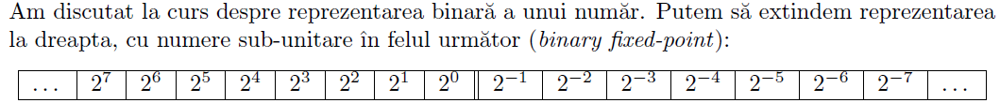 Am discutat la curs despre reprezentarea binară a unui număr. Putem să extindem reprezentarea
la dreapta, cu numere sub-unitare în felul următor (binary fixed-point):
... 2^7 2^6 2^5 2^4 2^3 2^2 2^1 2^0 2^−1 2^−2 2^−3 2^−4 2^−5 2^−6 2^−7 ...